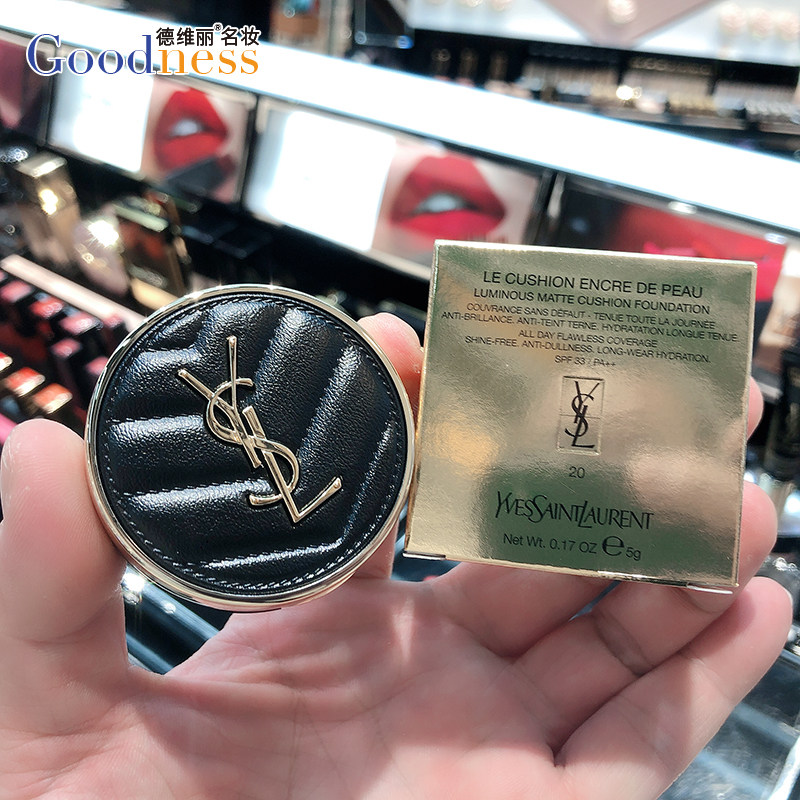 德维丽®名妆
Goodness
YSL
LE CUSHION ENCRE DE PEAU
LUMINOUS MATTE CUSHION FOUNDATION
COUVRANCE SANS DÉFAUT - TENUE TOUTE LA JOURNÉE
ANTI-BRILLANCE. ANTI-TEINT TERNE. HYDRATATION LONGUE TENUE
ALL DAY FLAWLESS COVERAGE
SHINE-FREE. ANTI-DULLNESS. LONG-WEAR HYDRATION.
SPF 33 / PA++
YSL
20
YVESSAINTLAURENT
Net Wt. 0.17 OZ ℮ 5g